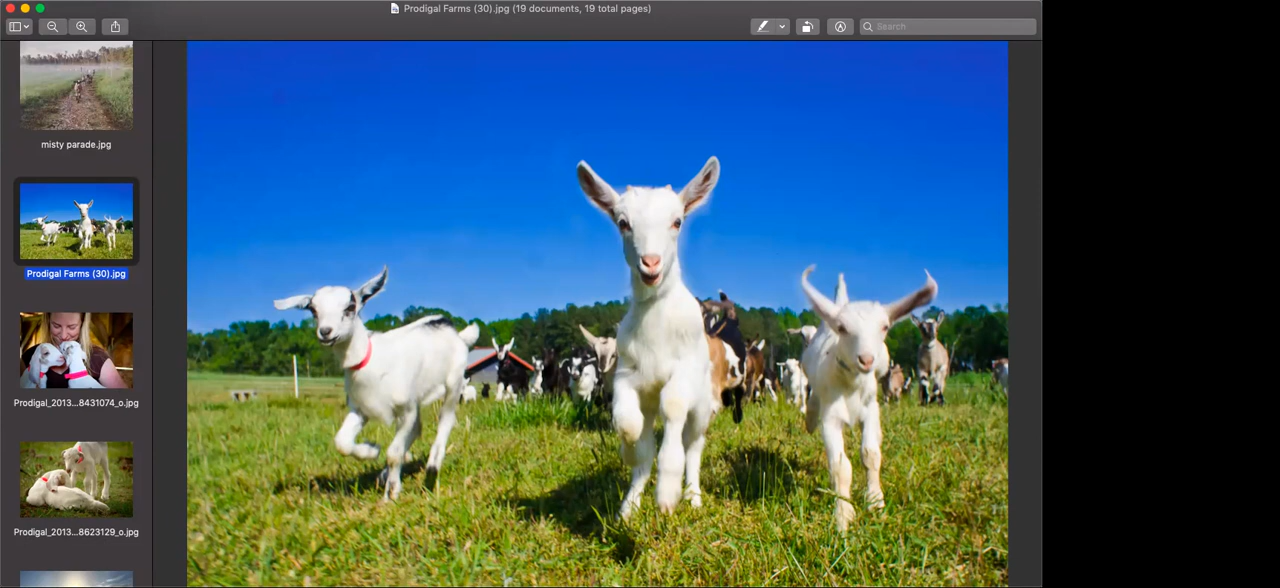 Prodigal Farms (30).jpg (19 documents, 19 total pages)
Search
misty parade.jpg
Prodigal Farms (30).jpg
Prodigal_2013...8431074_o.jpg
Prodigal_2013...8623129_o.jpg